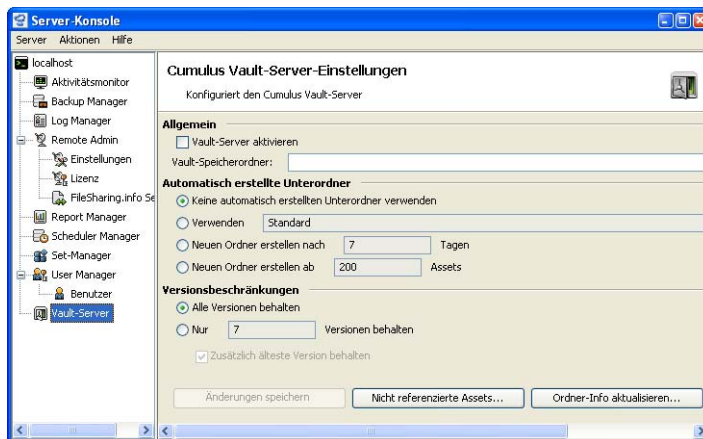 Server-Konsole
Server Aktionen Hilfe
localhost
Aktivitätsmonitor
Backup Manager
Log Manager
Remote Admin
Einstellungen
Lizenz
FileSharing.info Se
Report Manager
Scheduler Manager
Set-Manager
User Manager
Benutzer
Vault-Server
Cumulus Vault-Server-Einstellungen
Konfiguriert den Cumulus Vault-Server
Allgemein
Vault-Server aktivieren
Vault-Speicherordner:
Automatisch erstellte Unterordner
Keine automatisch erstellten Unterordner verwenden
Verwenden Standard
Neuen Ordner erstellen nach 7 Tagen
Neuen Ordner erstellen ab 200 Assets
Versionsbeschränkungen
Alle Versionen behalten
Nur 7 Versionen behalten
Zusätzlich älteste Version behalten
Änderungen speichern Nicht referenzierte Assets... Ordner-Info aktualisieren...